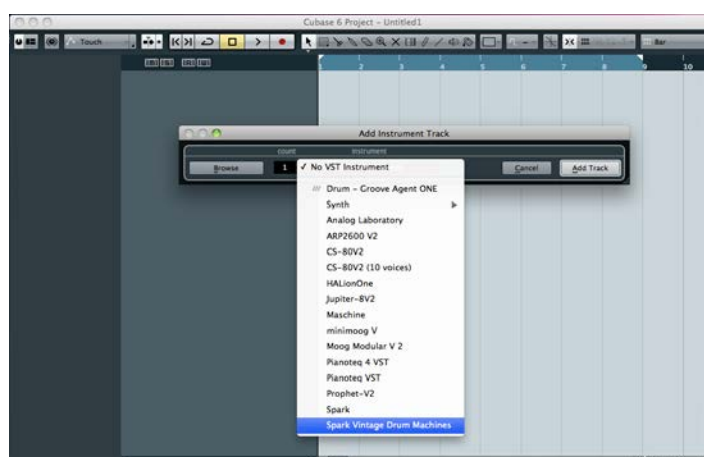 Cubase 6 Project - Untitled1
Touch
Bar
1 2 3 4 5 6 7 8 9 10
Add Instrument Track
count instrument
Browse 1 ✓ No VST Instrument Cancel Add Track
/// Drum - Groove Agent ONE
Synth
Analog Laboratory
ARP2600 V2
CS-80V2
CS-80V2 (10 voices)
HALionOne
Jupiter-8V2
Maschine
minimoog V
Moog Modular V 2
Pianoteq 4 VST
Pianoteq VST
Prophet-V2
Spark
Spark Vintage Drum Machines